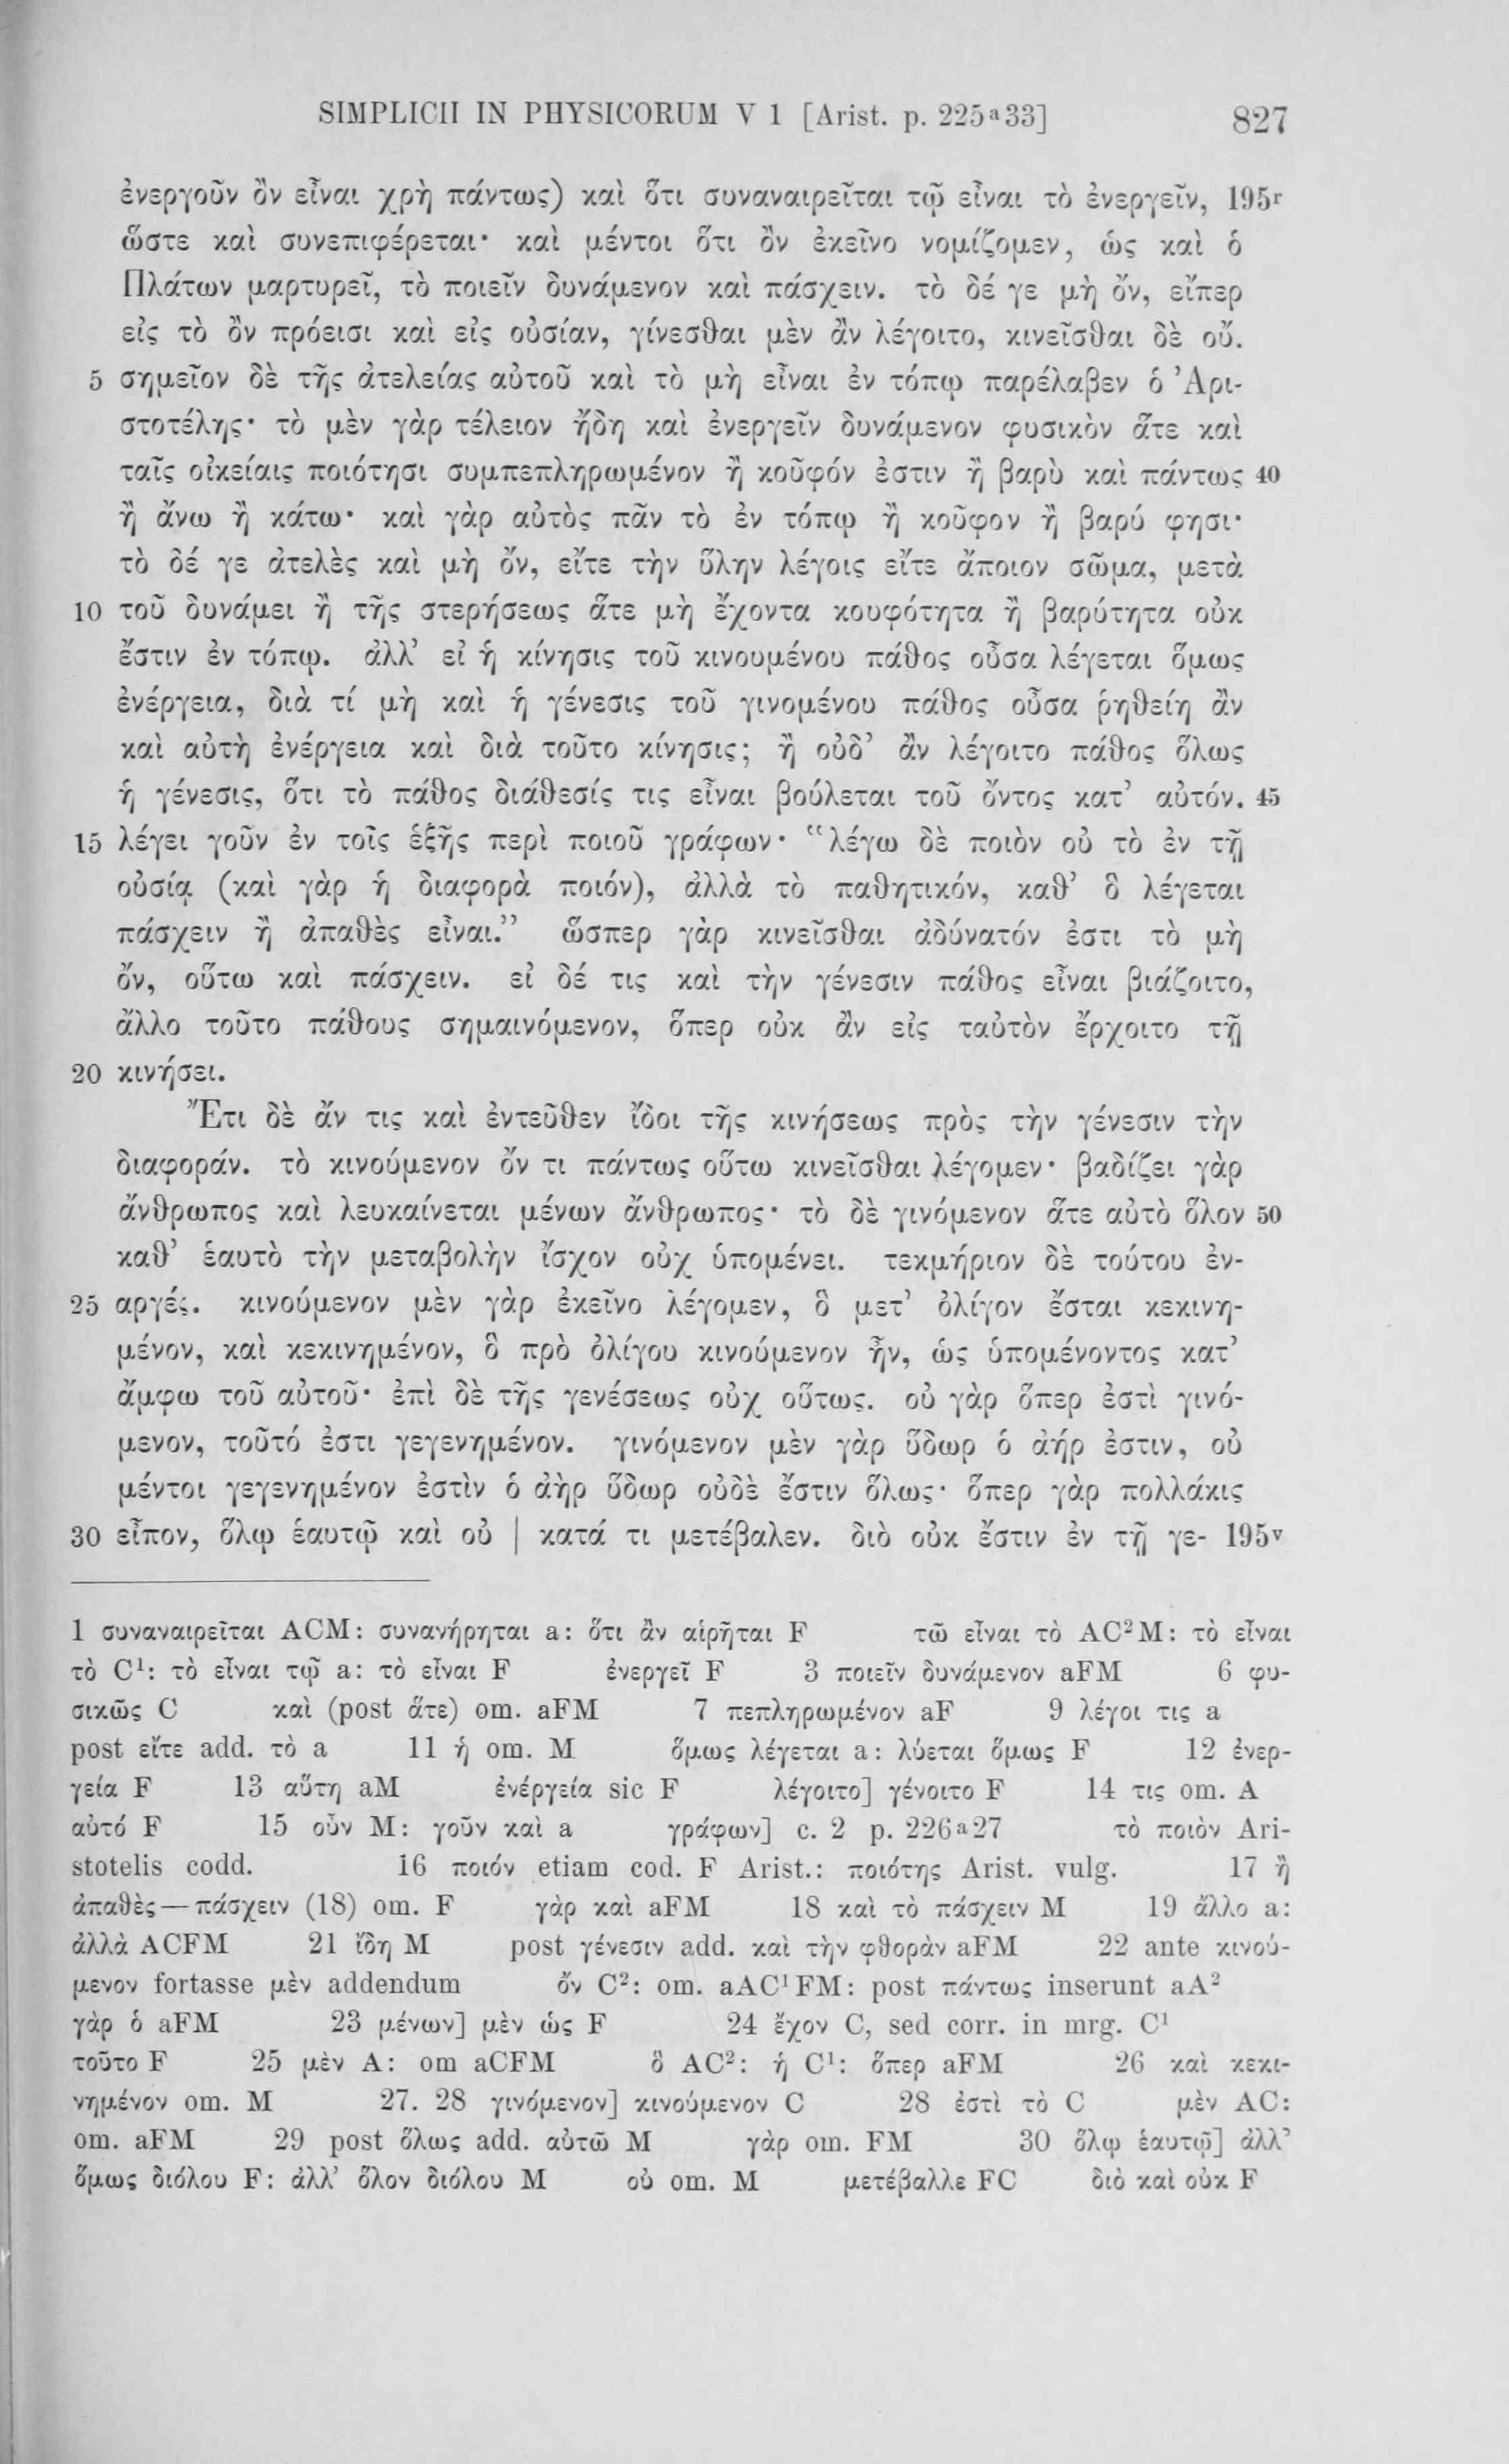 SIMPLICII IN PHYSICORUM V 1 [Arist. p. 225ᵃ33] 827
ἐνεργοῦν ὂν εἶναι χρὴ πάντως) καὶ ὅτι συναναιρεῖται τῷ εἶναι τὸ ἐνεργεῖν, 195ʳ
ὥστε καὶ συνεπιφέρεται· καὶ μέντοι ὅτι ὂν ἐκεῖνο νομίζομεν, ὡς καὶ ὁ
Πλάτων μαρτυρεῖ, τὸ ποιεῖν δυνάμενον καὶ πάσχειν. τὸ δέ γε μὴ ὄν, εἴπερ
εἰς τὸ ὂν πρόεισι καὶ εἰς οὐσίαν, γίνεσθαι μὲν ἂν λέγοιτο, κινεῖσθαι δὲ οὔ.
5 σημεῖον δὲ τῆς ἀτελείας αὐτοῦ καὶ τὸ μὴ εἶναι ἐν τόπῳ παρέλαβεν ὁ Ἀρι-
στοτέλης· τὸ μὲν γὰρ τέλειον ἤδη καὶ ἐνεργεῖν δυνάμενον φυσικὸν ἅτε καὶ
ταῖς οἰκείαις ποιότησι συμπεπληρωμένον ἢ κοῦφόν ἐστιν ἢ βαρὺ καὶ πάντως 40
ἢ ἄνω ἢ κάτω· καὶ γὰρ αὐτὸς πᾶν τὸ ἐν τόπῳ ἢ κοῦφον ἢ βαρύ φησι·
τὸ δέ γε ἀτελὲς καὶ μὴ ὄν, εἴτε τὴν ὕλην λέγοις εἴτε ἄποιον σῶμα, μετὰ
10 τοῦ δυνάμει ἢ τῆς στερήσεως ἅτε μὴ ἔχοντα κουφότητα ἢ βαρύτητα οὐκ
ἔστιν ἐν τόπῳ. ἀλλ’ εἰ ἡ κίνησις τοῦ κινουμένου πάθος οὖσα λέγεται ὅμως
ἐνέργεια, διὰ τί μὴ καὶ ἡ γένεσις τοῦ γινομένου πάθος οὖσα ῥηθείη ἂν
καὶ αὐτὴ ἐνέργεια καὶ διὰ τοῦτο κίνησις; ἢ οὐδ’ ἂν λέγοιτο πάθος ὅλως
ἡ γένεσις, ὅτι τὸ πάθος διάθεσίς τις εἶναι βούλεται τοῦ ὄντος κατ’ αὐτόν. 45
15 λέγει γοῦν ἐν τοῖς ἑξῆς περὶ ποιοῦ γράφων· “λέγω δὲ ποιὸν οὐ τὸ ἐν τῇ
οὐσίᾳ (καὶ γὰρ ἡ διαφορὰ ποιόν), ἀλλὰ τὸ παθητικόν, καθ’ ὃ λέγεται
πάσχειν ἢ ἀπαθὲς εἶναι.” ὥσπερ γὰρ κινεῖσθαι ἀδύνατόν ἐστι τὸ μὴ
ὄν, οὕτω καὶ πάσχειν. εἰ δέ τις καὶ τὴν γένεσιν πάθος εἶναι βιάζοιτο,
ἄλλο τοῦτο πάθους σημαινόμενον, ὅπερ οὐκ ἂν εἰς ταὐτὸν ἔρχοιτο τῇ
20 κινήσει.
Ἔτι δὲ ἄν τις καὶ ἐντεῦθεν ἴδοι τῆς κινήσεως πρὸς τὴν γένεσιν τὴν
διαφοράν. τὸ κινούμενον ὄν τι πάντως οὕτω κινεῖσθαι λέγομεν· βαδίζει γὰρ
ἄνθρωπος καὶ λευκαίνεται μένων ἄνθρωπος· τὸ δὲ γινόμενον ἅτε αὐτὸ ὅλον 50
καθ’ ἑαυτὸ τὴν μεταβολὴν ἴσχον οὐχ ὑπομένει. τεκμήριον δὲ τούτου ἐν-
25 αργές. κινούμενον μὲν γὰρ ἐκεῖνο λέγομεν, ὃ μετ’ ὀλίγον ἔσται κεκινη-
μένον, καὶ κεκινημένον, ὃ πρὸ ὀλίγου κινούμενον ἦν, ὡς ὑπομένοντος κατ’
ἄμφω τοῦ αὐτοῦ· ἐπὶ δὲ τῆς γενέσεως οὐχ οὕτως. οὐ γὰρ ὅπερ ἐστὶ γινό-
μενον, τοῦτό ἐστι γεγενημένον. γινόμενον μὲν γὰρ ὕδωρ ὁ ἀήρ ἐστιν, οὐ
μέντοι γεγενημένον ἐστὶν ὁ ἀὴρ ὕδωρ οὐδὲ ἔστιν ὅλως· ὅπερ γὰρ πολλάκις
30 εἶπον, ὅλῳ ἑαυτῷ καὶ οὐ | κατά τι μετέβαλεν. διὸ οὐκ ἔστιν ἐν τῇ γε- 195ᵛ
1 συναναιρεῖται ACM: συνανήρηται a: ὅτι ἂν αἱρῆται F τῶ εἶναι τὸ AC²M: τὸ εἶναι
τὸ C¹: τὸ εἶναι τῷ a: τὸ εἶναι F ἐνεργεῖ F 3 ποιεῖν δυνάμενον aFM 6 φυ-
σικῶς C καὶ (post ἅτε) om. aFM 7 πεπληρωμένον aF 9 λέγοι τις a
post εἴτε add. τὸ a 11 ἡ om. M ὅμως λέγεται a: λύεται ὅμως F 12 ἐνερ-
γεία F 13 αὕτη aM ἐνέργεία sic F λέγοιτο] γένοιτο F 14 τις om. A
αὐτό F 15 οὖν M: γοῦν καὶ a γράφων] c. 2 p. 226ᵃ27 τὸ ποιὸν Ari-
stotelis codd. 16 ποιόν etiam cod. F Arist.: ποιότης Arist. vulg. 17 ἢ
ἀπαθὲς—πάσχειν (18) om. F γὰρ καὶ aFM 18 καὶ τὸ πάσχειν M 19 ἄλλο a:
ἀλλὰ ACFM 21 ἴδη M post γένεσιν add. καὶ τὴν φθορὰν aFM 22 ante κινού-
μενον fortasse μὲν addendum ὄν C²: om. aAC¹FM: post πάντως inserunt aA²
γὰρ ὁ aFM 23 μένων] μὲν ὡς F 24 ἔχον C, sed corr. in mrg. C¹
τοῦτο F 25 μὲν A: om aCFM ὃ AC²: ἡ C¹: ὅπερ aFM 26 καὶ κεκι-
νημένον om. M 27. 28 γινόμενον] κινούμενον C 28 ἐστὶ τὸ C μὲν AC:
om. aFM 29 post ὅλως add. αὐτῶ M γὰρ om. FM 30 ὅλῳ ἑαυτῷ] ἀλλ’
ὅμως διόλου F: ἀλλ’ ὅλον διόλου M οὐ om. M μετέβαλλε FC διὸ καὶ οὐκ F